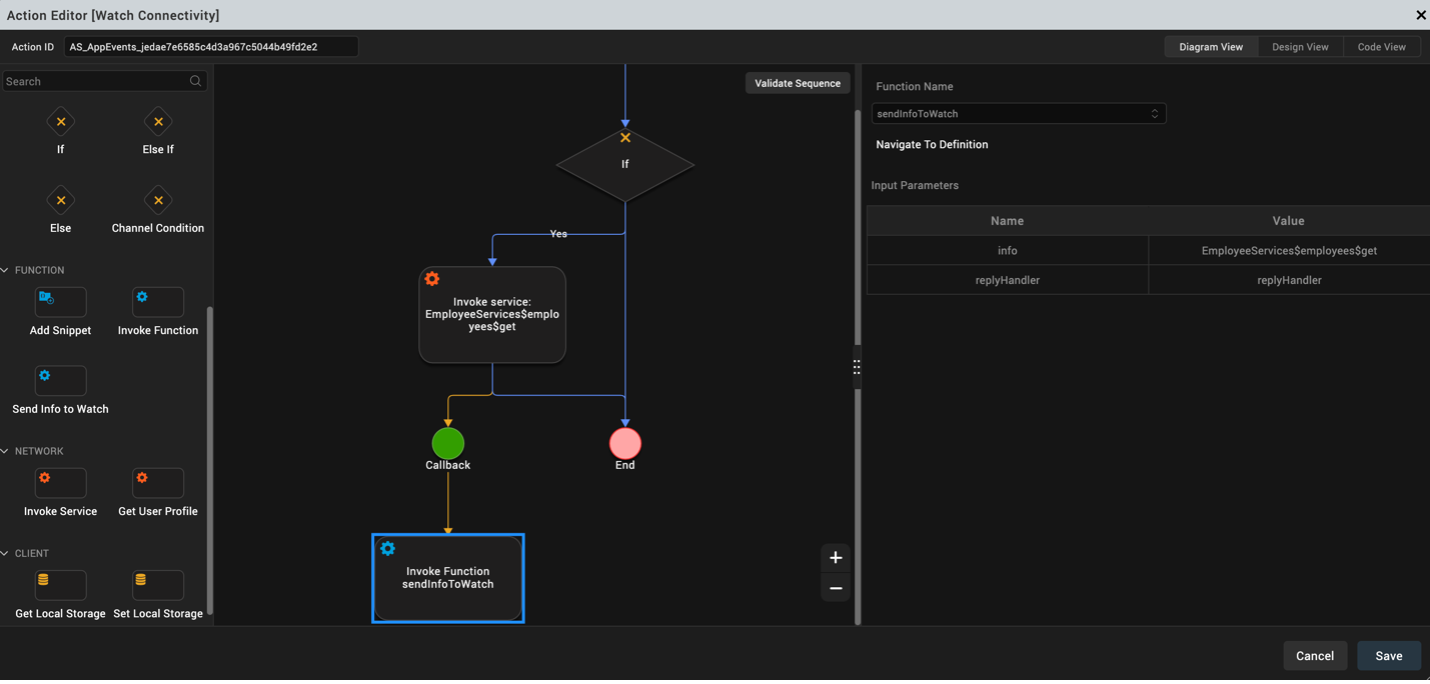 Action Editor [Watch Connectivity]
Action ID
AS_AppEvents_jedae7e6585c4d3a967c5044b49fd2e2
Diagram View
Design View
Code View
Search
If
Else If
Else
Channel Condition
FUNCTION
Add Snippet
Invoke Function
Send Info to Watch
NETWORK
Invoke Service
Get User Profile
CLIENT
Get Local Storage
Set Local Storage
Validate Sequence
If
Yes
Invoke service:
EmployeeServices$emplo
yees$get
Callback
End
Invoke Function
sendInfoToWatch
Function Name
sendInfoToWatch
Navigate To Definition
Input Parameters
Name
Value
info
EmployeeServices$employees$get
replyHandler
replyHandler
Cancel
Save